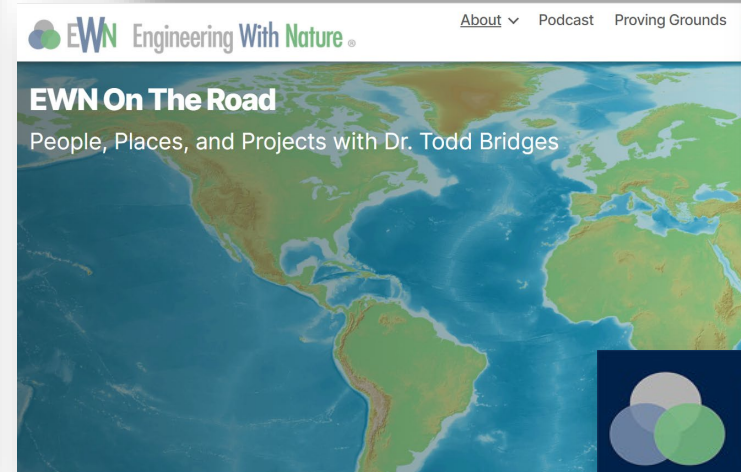 EWN Engineering With Nature ®
About Podcast Proving Grounds
EWN On The Road
People, Places, and Projects with Dr. Todd Bridges